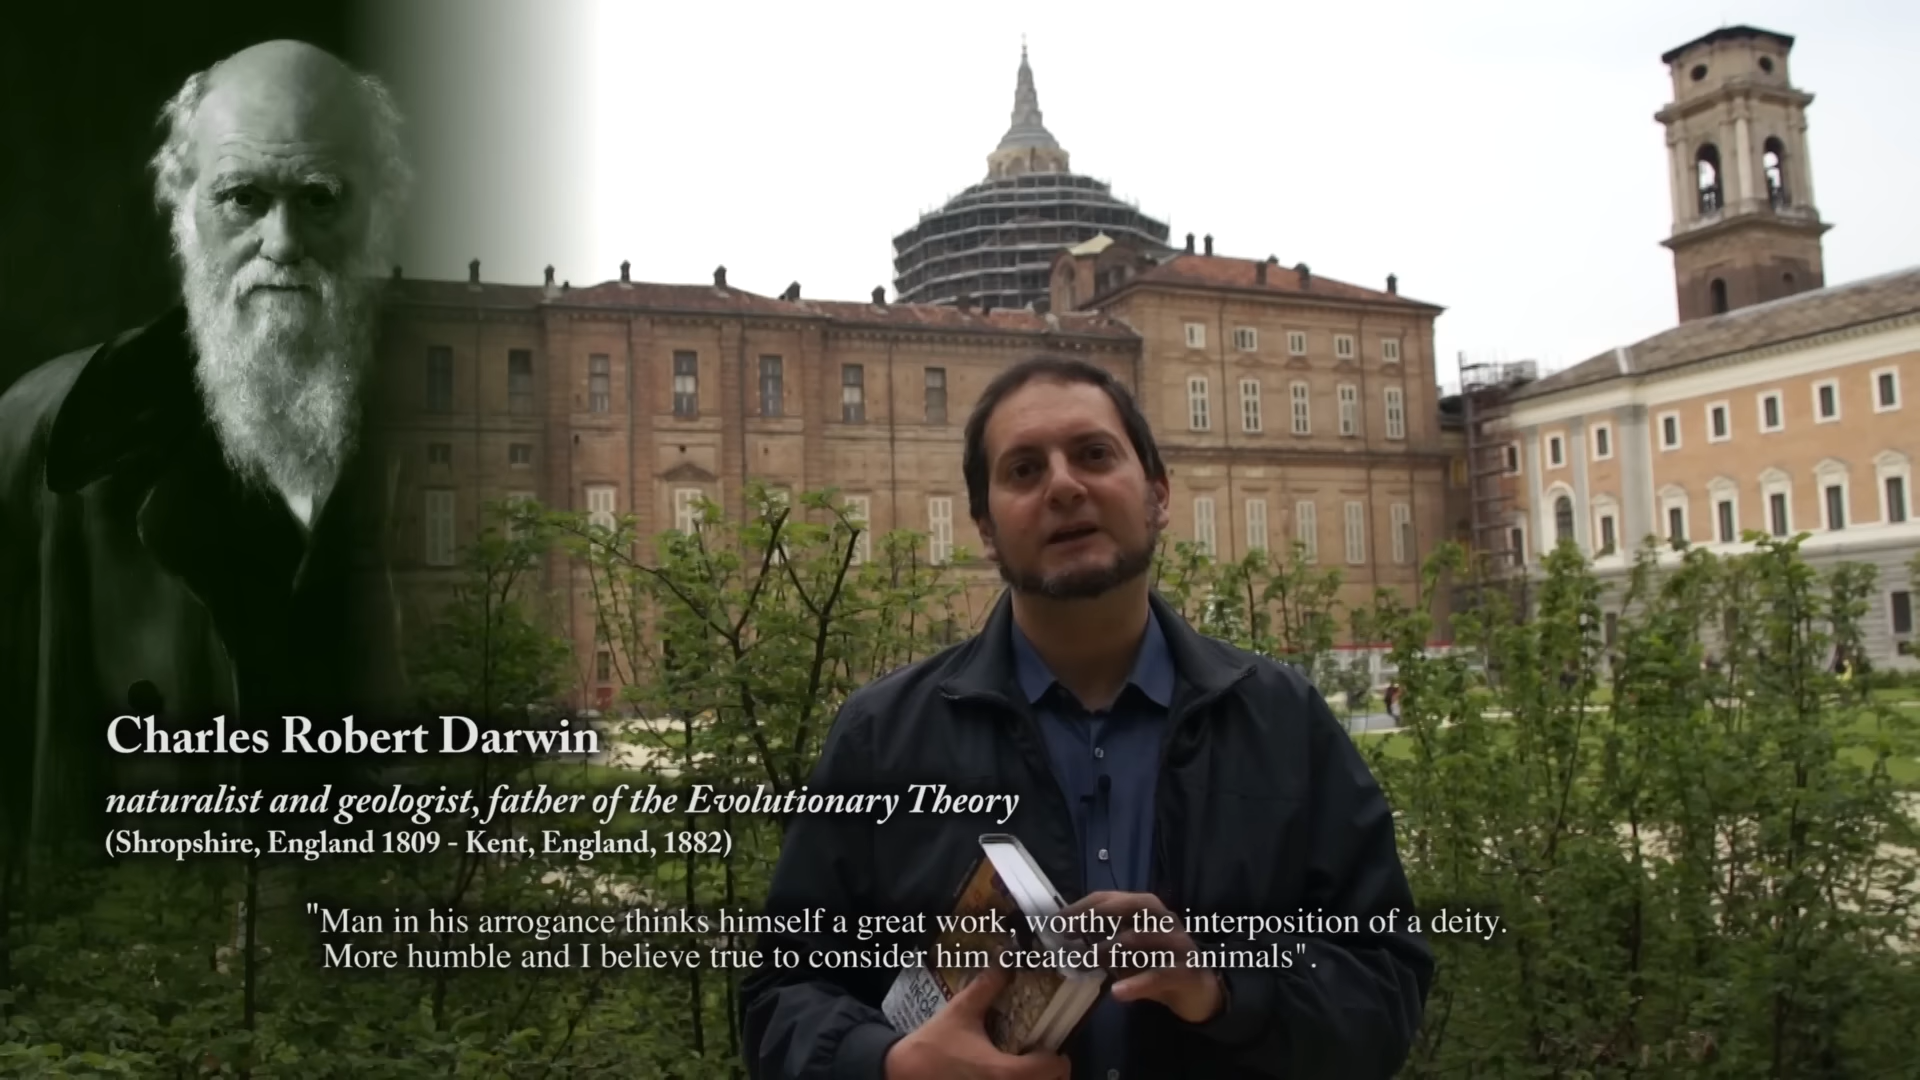 Charles Robert Darwin
naturalist and geologist, father of the Evolutionary Theory
(Shropshire, England 1809 - Kent, England, 1882)
"Man in his arrogance thinks himself a great work, worthy the interposition of a deity.
More humble and I believe true to consider him created from animals".